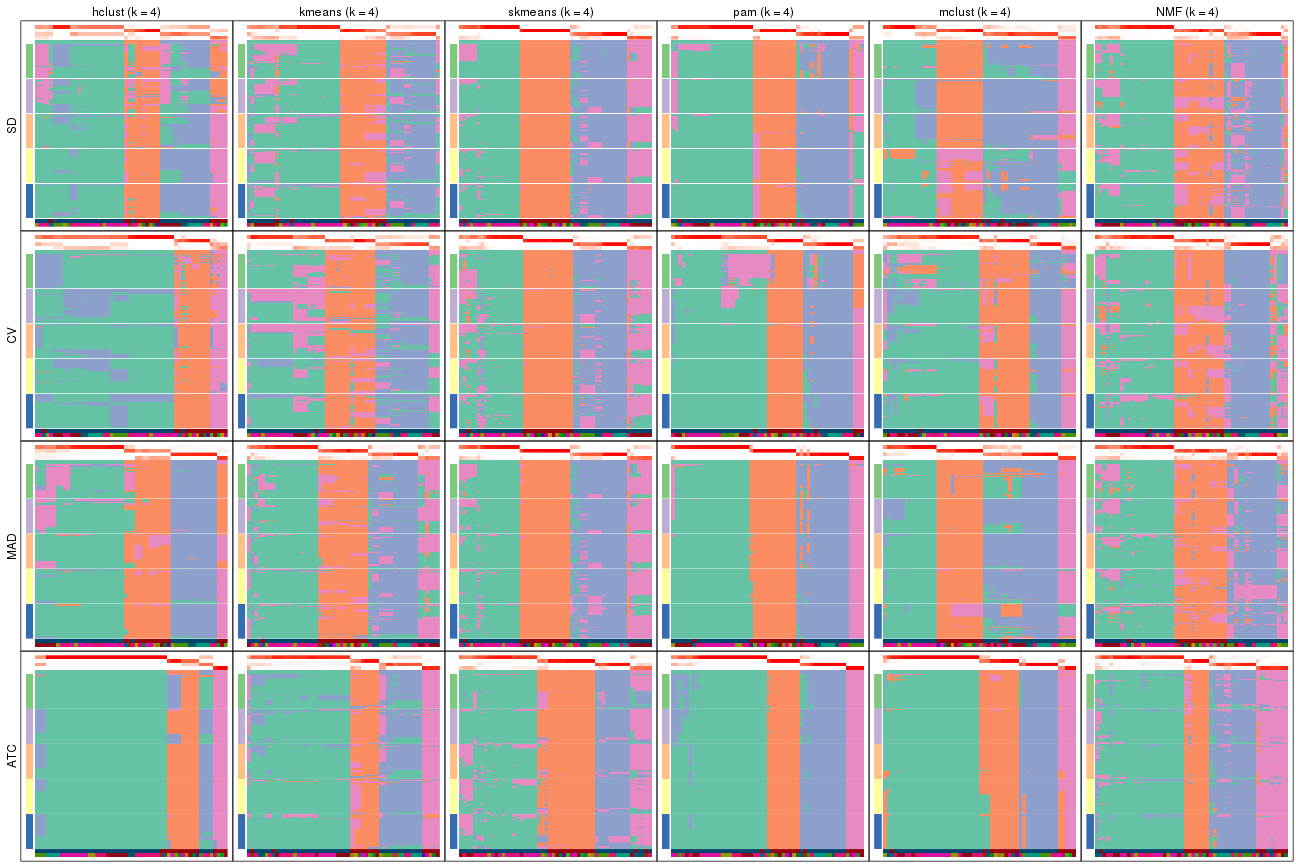 hclust (k = 4)
kmeans (k = 4)
skmeans (k = 4)
pam (k = 4)
mclust (k = 4)
NMF (k = 4)
SD
CV
MAD
ATC